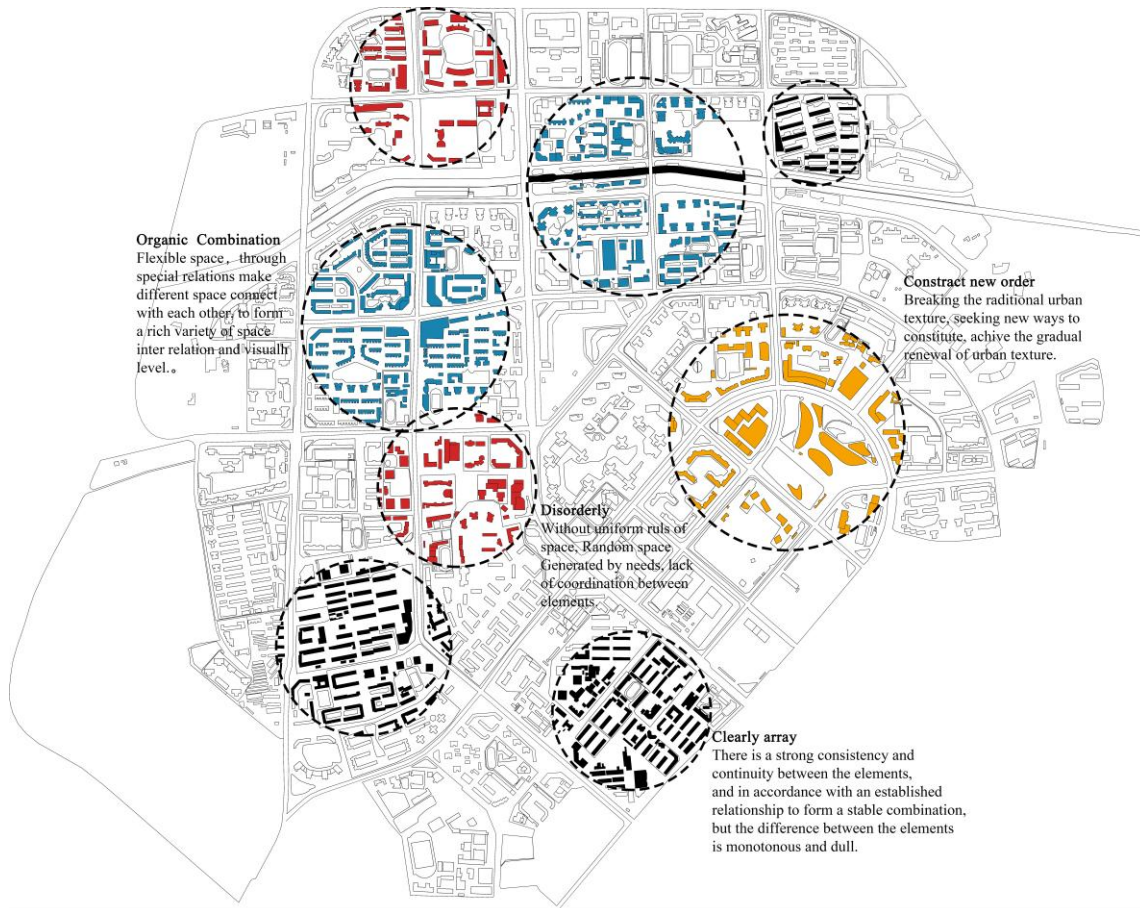 Organic Combination
Flexible space, through
special relations make
different space connect
with each other, to form
a rich variety of space
inter relation and visualh
level.。
Constract new order
Breaking the raditional urban
texture, seeking new ways to
constitute, achive the gradual
renewal of urban texture.
Disorderly
Without uniform ruls of
space, Random space
Generated by needs, lack
of coordination between
elements.
Clearly array
There is a strong consistency and
continuity between the elements,
and in accordance with an established
relationship to form a stable combination,
but the difference between the elements
is monotonous and dull.